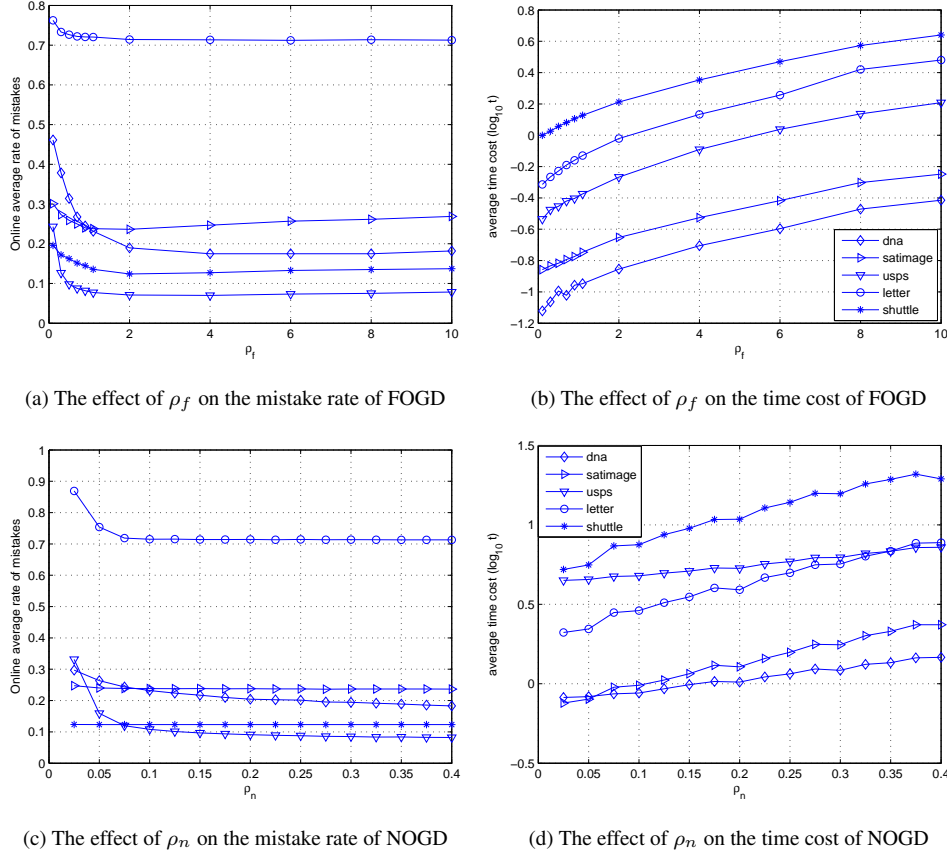 Online average rate of mistakes
0.8
0.7
0.6
0.5
0.4
0.3
0.2
0.1
0
0 2 4 6 8 10
ρf
(a) The effect of ρf on the mistake rate of FOGD
average time cost (log10 t)
0.8
0.6
0.4
0.2
0
−0.2
−0.4
−0.6
−0.8
−1
−1.2
0 2 4 6 8 10
ρf
dna
satimage
usps
letter
shuttle
(b) The effect of ρf on the time cost of FOGD
Online average rate of mistakes
1
0.9
0.8
0.7
0.6
0.5
0.4
0.3
0.2
0.1
0
0 0.05 0.1 0.15 0.2 0.25 0.3 0.35 0.4
ρn
(c) The effect of ρn on the mistake rate of NOGD
average time cost (log10 t)
1.5
1
0.5
0
−0.5
0 0.05 0.1 0.15 0.2 0.25 0.3 0.35 0.4
ρn
dna
satimage
usps
letter
shuttle
(d) The effect of ρn on the time cost of NOGD